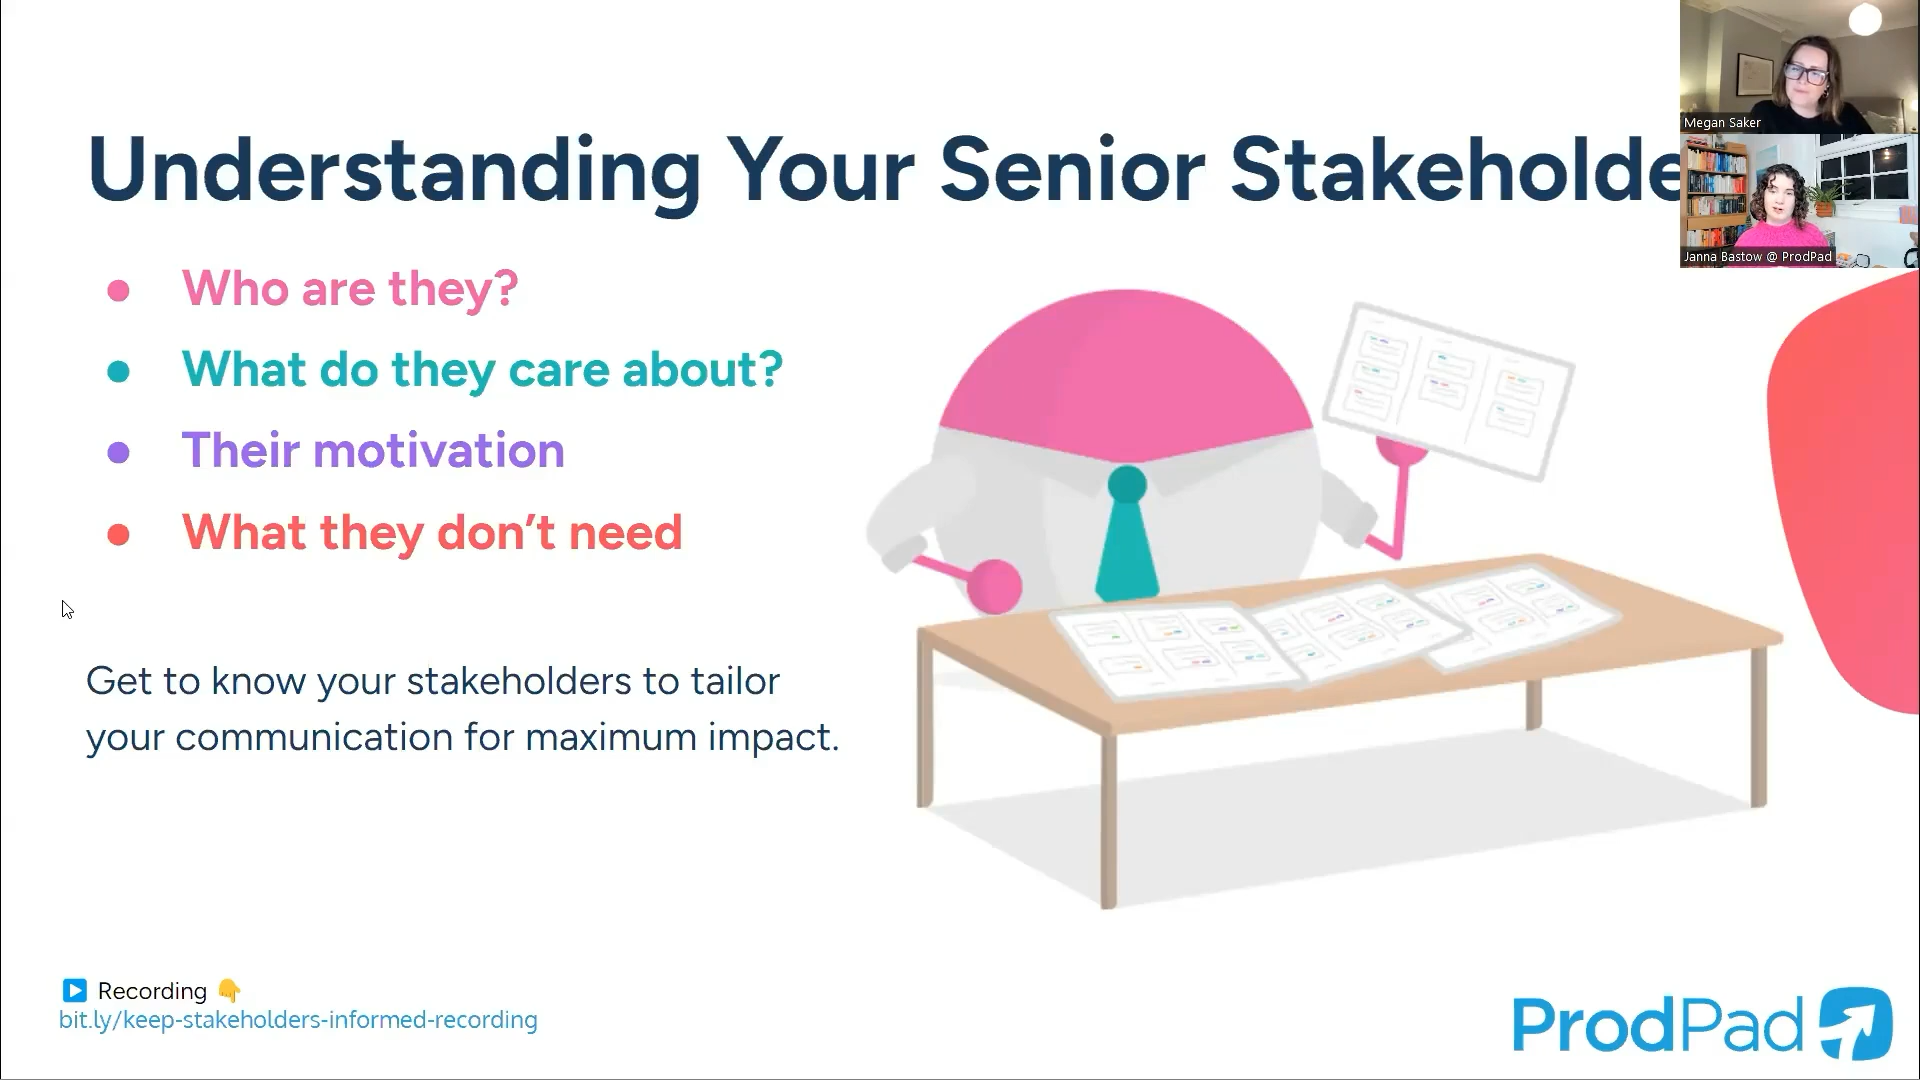 Understanding Your Senior Stakeholde
Megan Saker
Janna Bastow @ ProdPad
Who are they?
What do they care about?
Their motivation
What they don’t need
Get to know your stakeholders to tailor
your communication for maximum impact.
Recording
bit.ly/keep-stakeholders-informed-recording
ProdPad